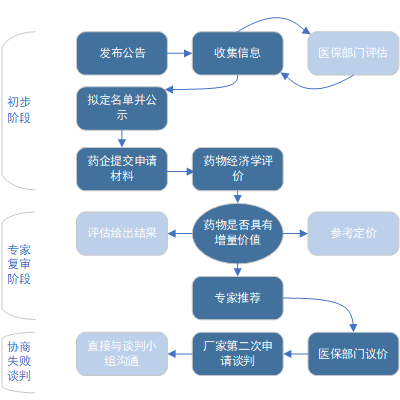 发布公告
收集信息
医保部门评估
初步
阶段
拟定名单并公
示
药企提交申请
材料
药物经济学评
价
专家
复审
阶段
评估给出结果
药物是否具有
增量价值
参考定价
专家推荐
协商
失败
谈判
直接与谈判小
组沟通
厂家第二次申
请谈判
医保部门议价